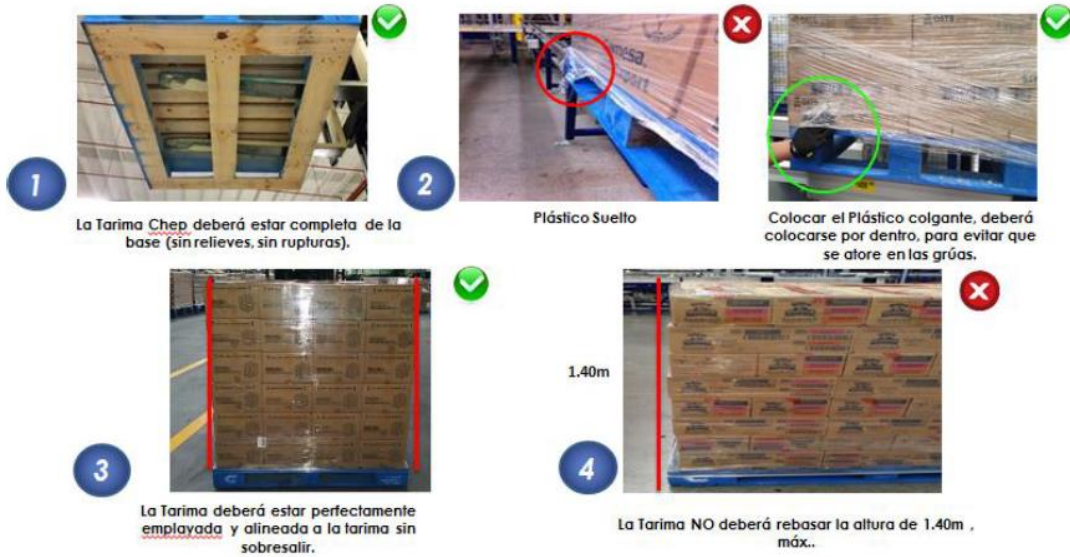 1
La Tarima Chep deberá estar completa de la
base (sin relieves, sin rupturas).
2
Plástico Suelto
Colocar el Plástico colgante, deberá
colocarse por dentro, para evitar que
se atore en las grúas.
3
La Tarima deberá estar perfectamente
emplayada y alineada a la tarima sin
sobresalir.
1.40m
4
La Tarima NO deberá rebasar la altura de 1.40m ,
máx..